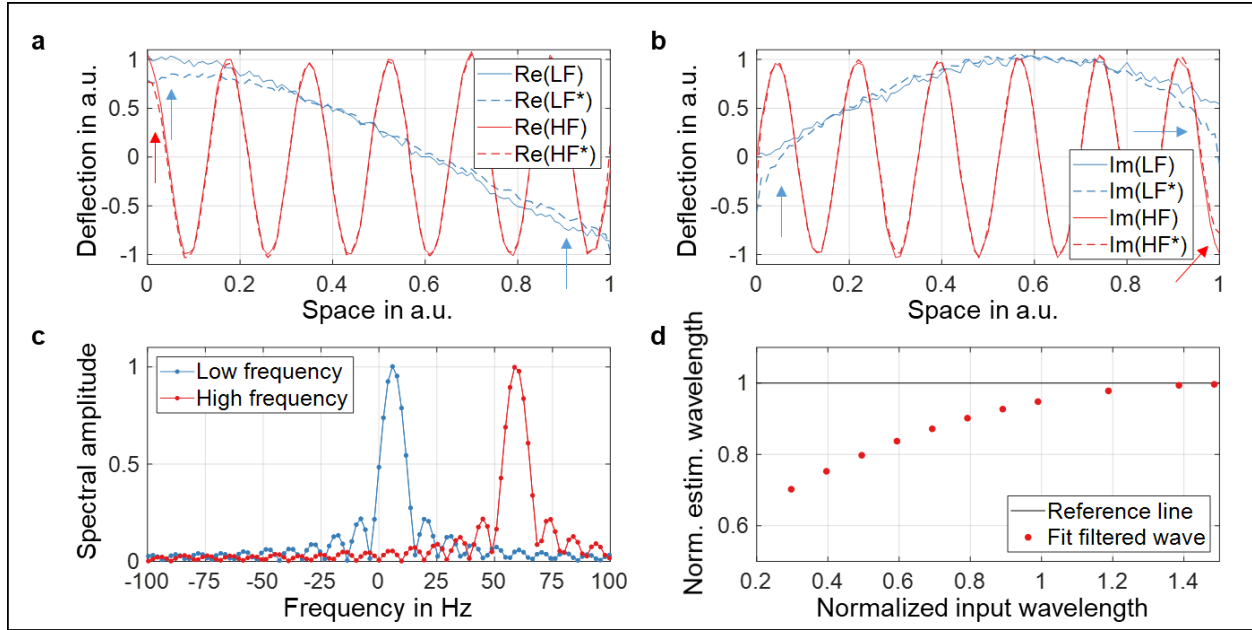 a
Deflection in a.u.
1
0.5
0
-0.5
-1
0
0.2
0.4
0.6
0.8
1
Space in a.u.
Re(LF)
Re(LF*)
Re(HF)
Re(HF*)
b
Deflection in a.u.
1
0.5
0
-0.5
-1
0
0.2
0.4
0.6
0.8
1
Space in a.u.
Im(LF)
Im(LF*)
Im(HF)
Im(HF*)
c
Spectral amplitude
1
0.5
0
-100
-75
-50
-25
0
25
50
75
100
Frequency in Hz
Low frequency
High frequency
d
Norm. estim. wavelength
1
0.8
0.6
0.2
0.4
0.6
0.8
1
1.2
1.4
Normalized input wavelength
Reference line
Fit filtered wave